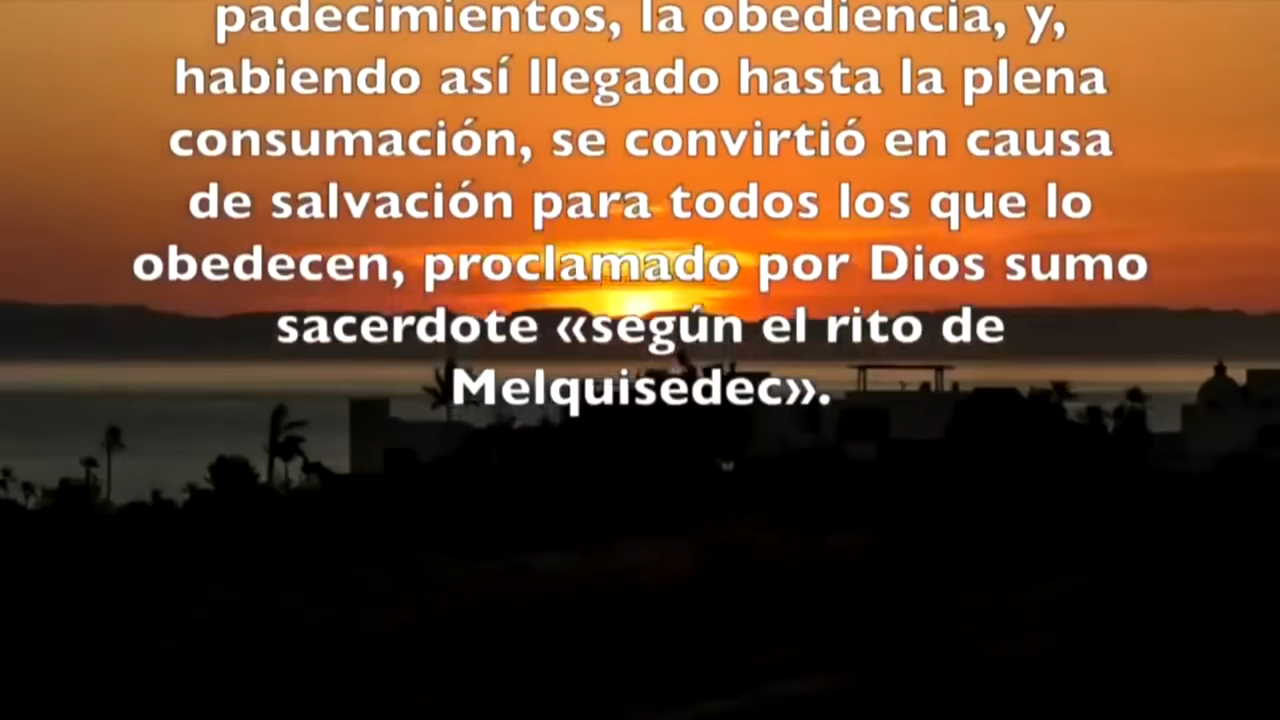 padecimientos, la obediencia, y,
habiendo así llegado hasta la plena
consumación, se convirtió en causa
de salvación para todos los que lo
obedecen, proclamado por Dios sumo
sacerdote «según el rito de
Melquisedec».